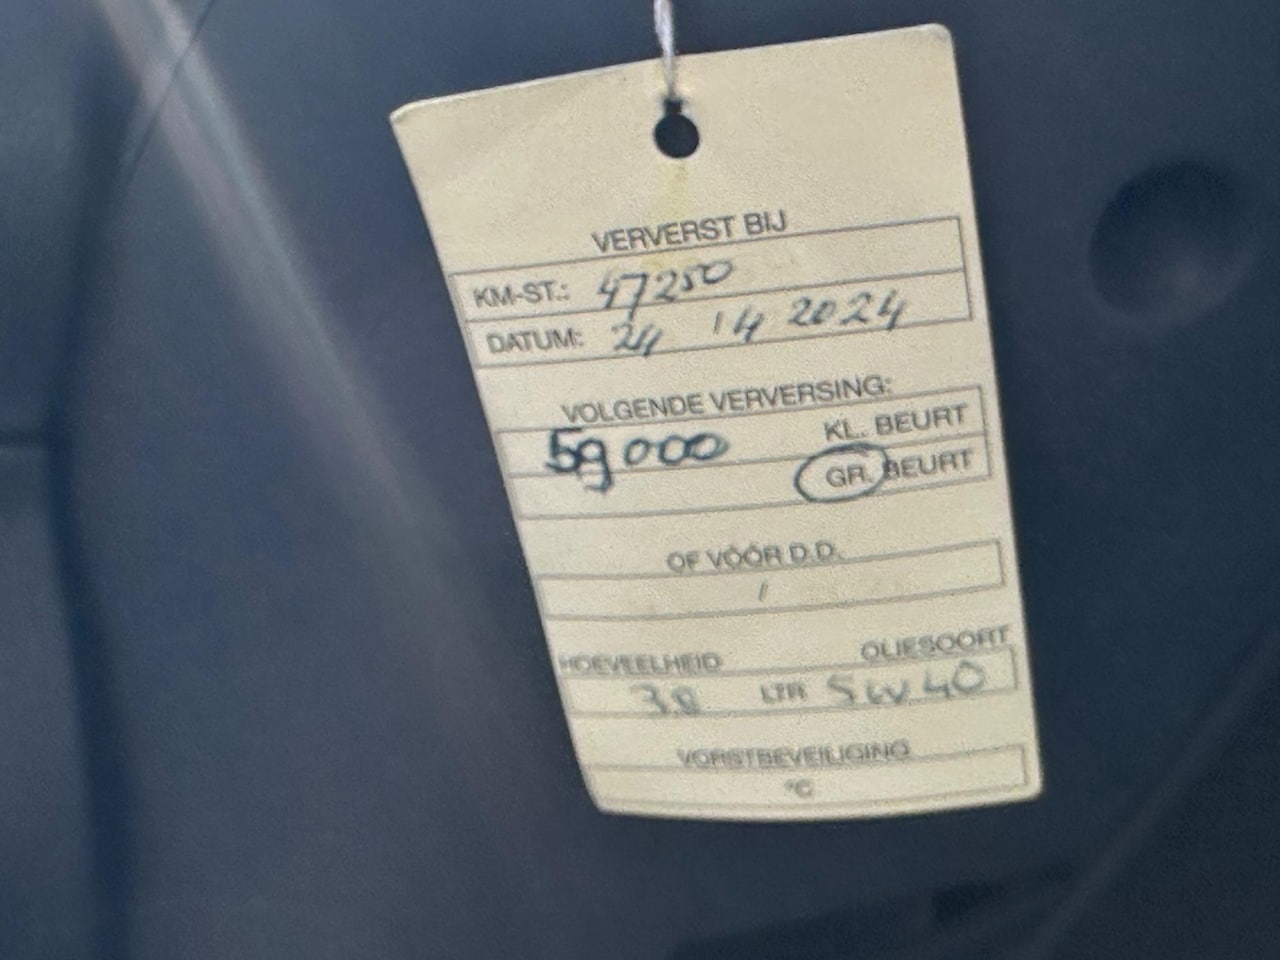 VERVERST BIJ
KM-ST.: 47250
DATUM: 24 / 4 2024
VOLGENDE VERVERSING:
59000 KL. BEURT
GR. BEURT
OF VÓÓR D.D.
/
HOEVEELHEID OLIESOORT
3.8 LTR 5W40
VORSTBEVEILIGING
°C